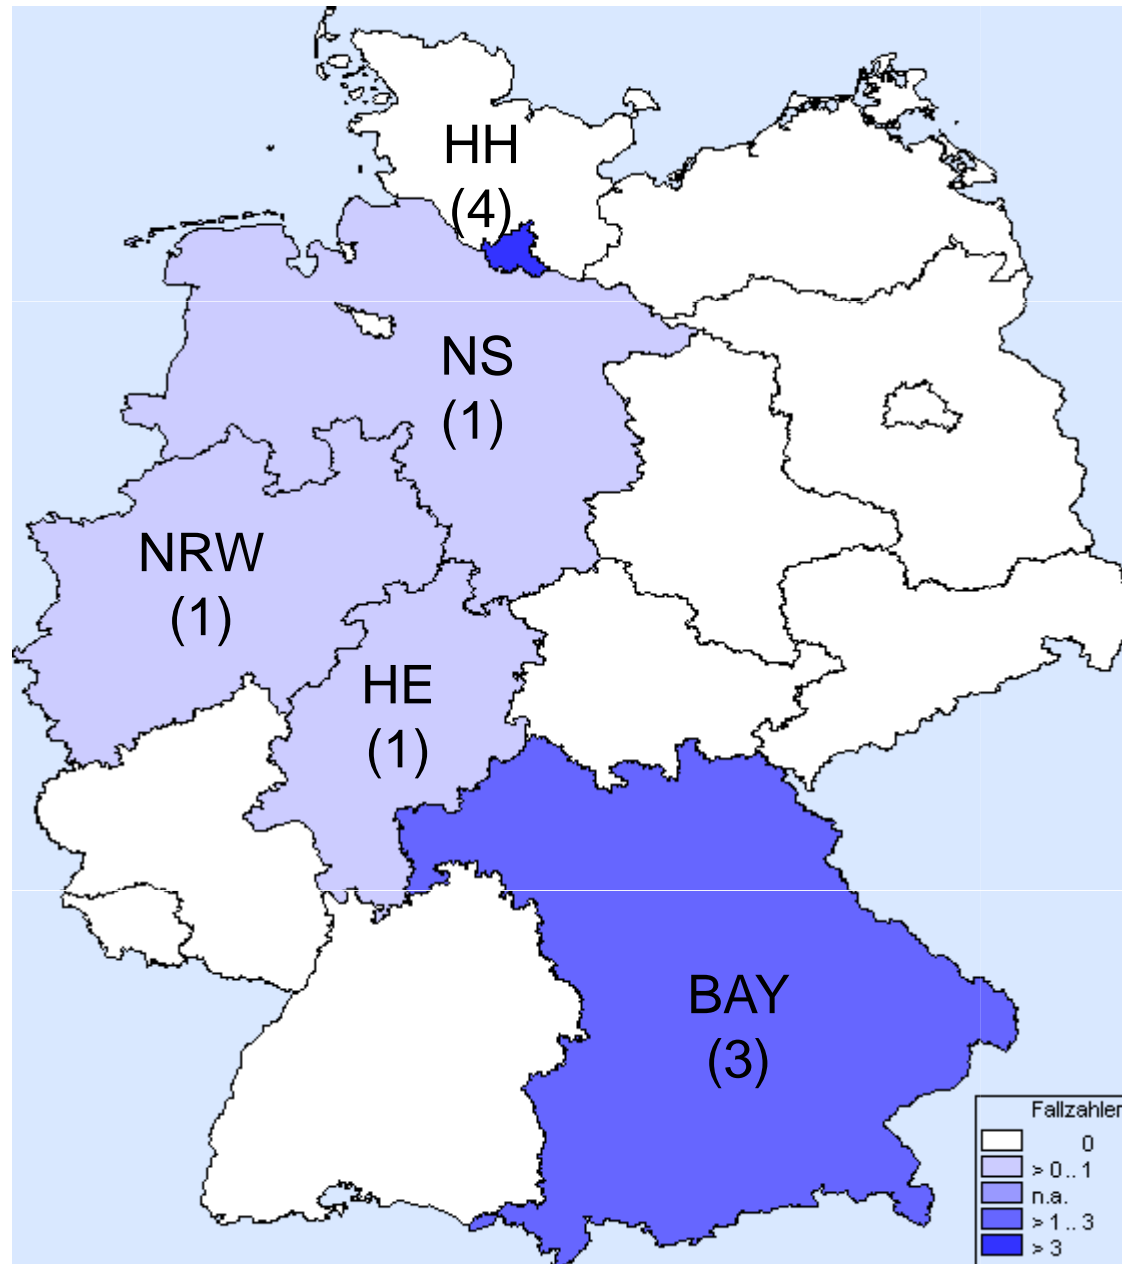 HH
(4)
NS
(1)
NRW
(1)
HE
(1)
BAY
(3)
Fallzahlen
0
> 0 .. 1
n.a.
> 1 .. 3
> 3